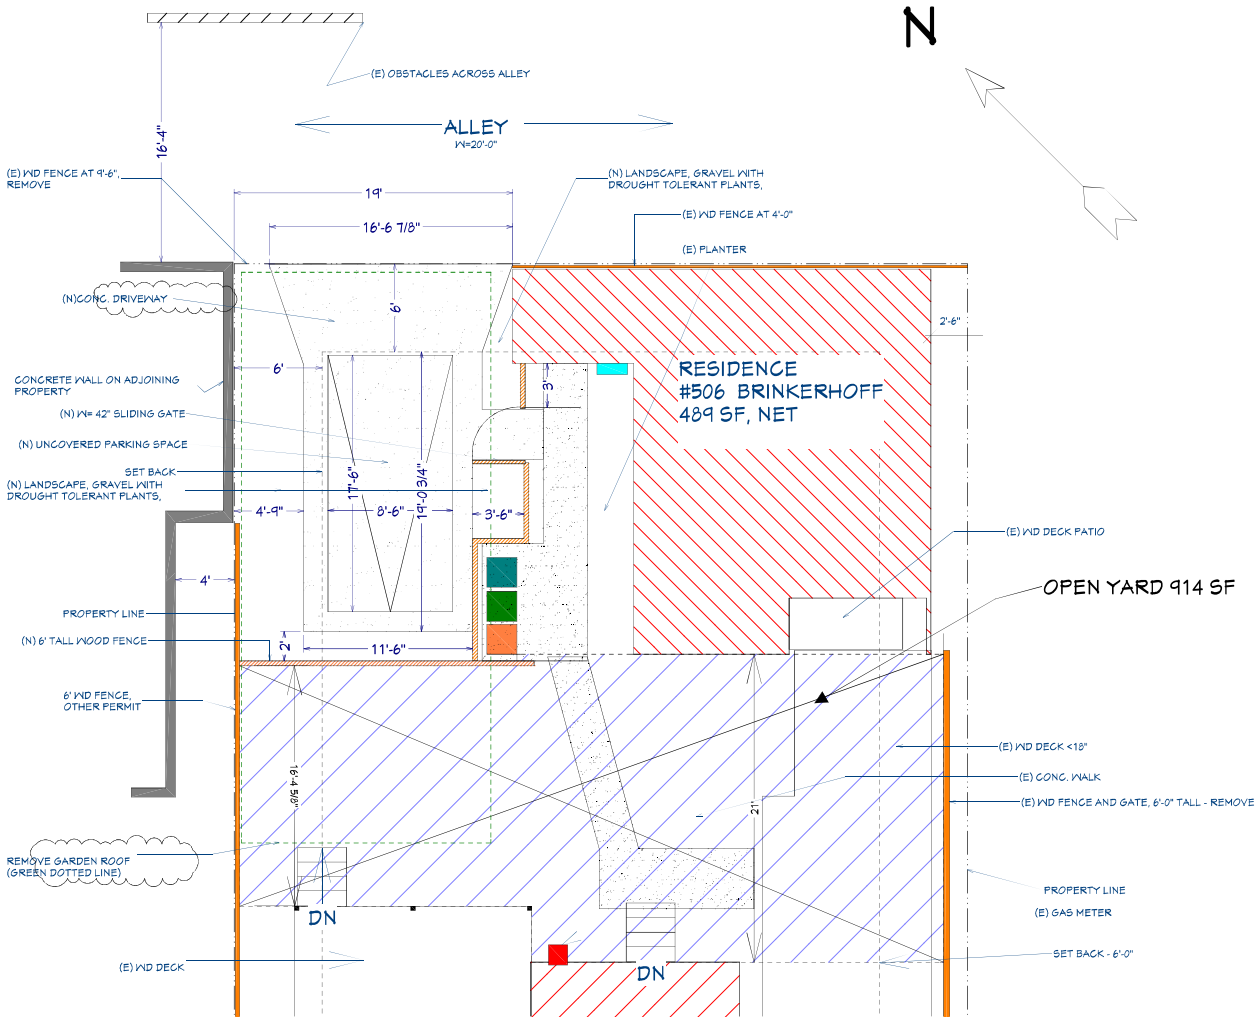 N
(E) OBSTACLES ACROSS ALLEY
ALLEY
W=20'-0"
16'-4"
(E) WD FENCE AT 9'-6",
REMOVE
19'
16'-6 7/8"
(N) LANDSCAPE, GRAVEL WITH
DROUGHT TOLERANT PLANTS,
(E) WD FENCE AT 4'-0"
(E) PLANTER
(N)CONC. DRIVEWAY
6'
2'-6"
6'
RESIDENCE
#506 BRINKERHOFF
489 SF, NET
3'
CONCRETE WALL ON ADJOINING
PROPERTY
(N) W= 42" SLIDING GATE
(N) UNCOVERED PARKING SPACE
SET BACK
(N) LANDSCAPE, GRAVEL WITH
DROUGHT TOLERANT PLANTS,
17'-6"
19'-0 3/4"
4'-9"
8'-6"
3'-6"
(E) WD DECK PATIO
4'
OPEN YARD 914 SF
PROPERTY LINE
(N) 6' TALL WOOD FENCE
2'
11'-6"
6' WD FENCE,
OTHER PERMIT
16'-4 5/8"
21'
(E) WD DECK <18"
(E) CONC. WALK
(E) WD FENCE AND GATE, 6'-0" TALL - REMOVE
REMOVE GARDEN ROOF
(GREEN DOTTED LINE)
PROPERTY LINE
(E) GAS METER
DN
SET BACK - 6'-0"
(E) WD DECK
DN